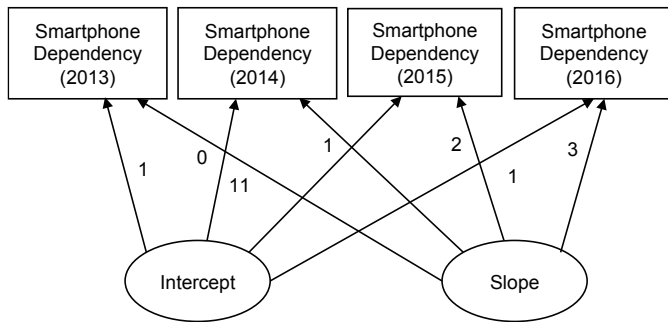 Smartphone
Dependency
(2013)
Smartphone
Dependency
(2014)
Smartphone
Dependency
(2015)
Smartphone
Dependency
(2016)
1
0
11
1
2
1
3
Intercept
Slope